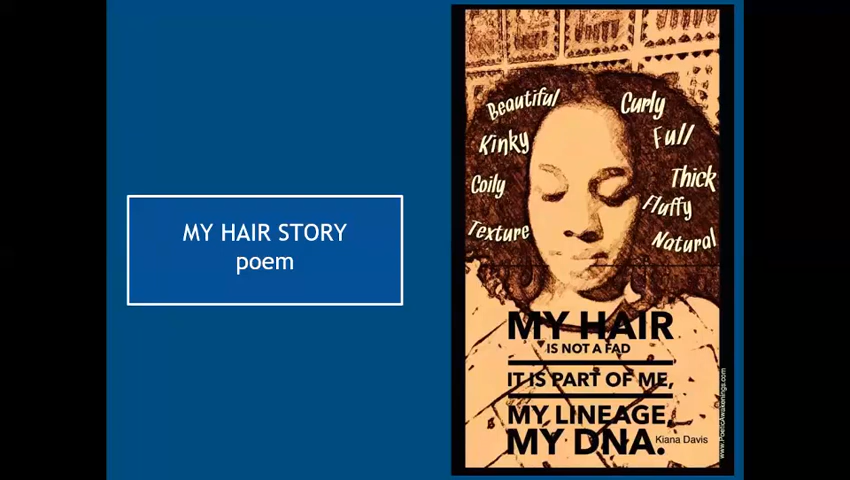 MY HAIR STORY
poem
Beautiful
Curly
Kinky
Full
Coily
Thick
Fluffy
Texture
Natural
MY HAIR
IS NOT A FAD
IT IS PART OF ME,
MY LINEAGE,
MY DNA.
Kiana Davis
www.PoeticAwakenings.com